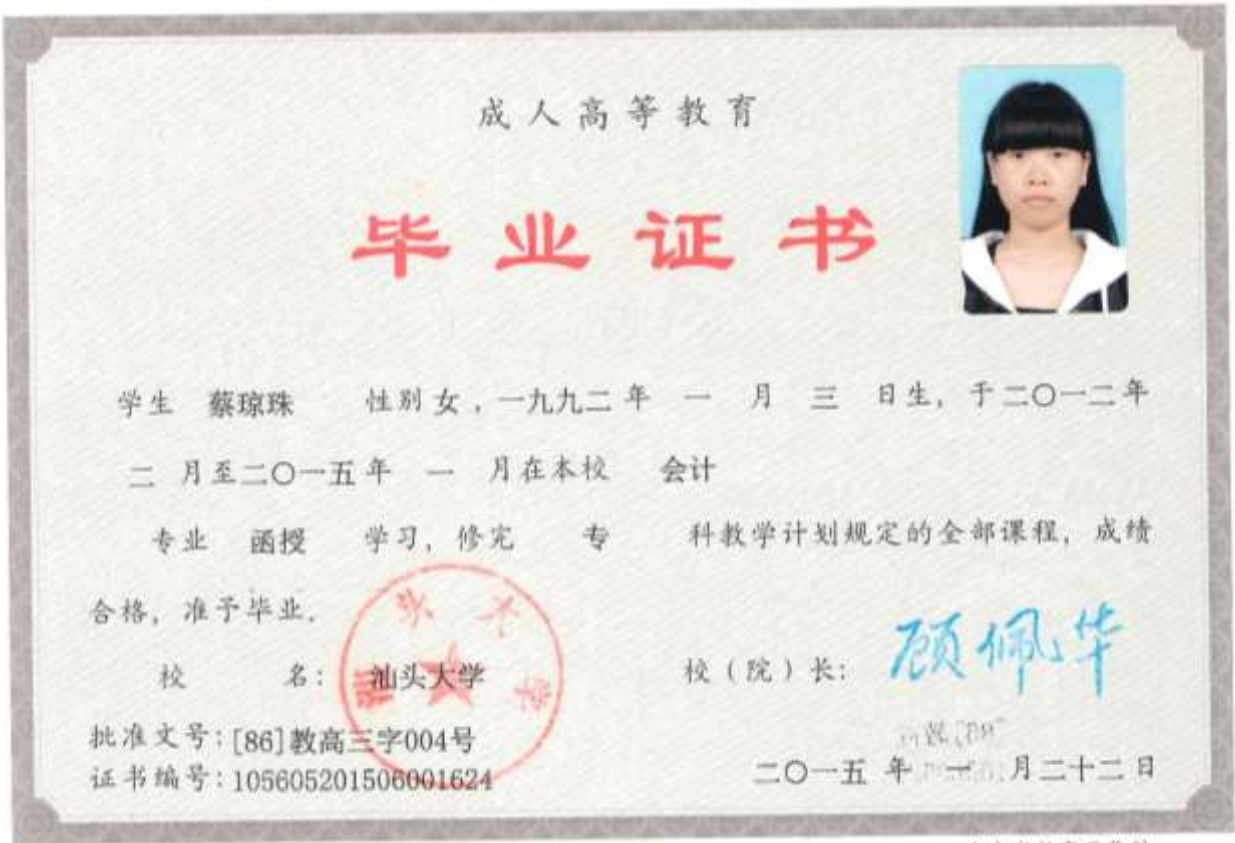 成人高等教育
毕业证书
学生 蔡琼珠 性别 女，一九九二年 一 月 三 日生，于二〇一二年
二 月至二〇一五年 一 月在本校 会计
专业 函授 学习，修完 专 科教学计划规定的全部课程，成绩
合格，准予毕业。
汕头大学
校 名：汕头大学 校（院）长：顾佩华
批准文号：[86]教高三字004号
证书编号：105605201506001624 二〇一五 年 一 月二十二日